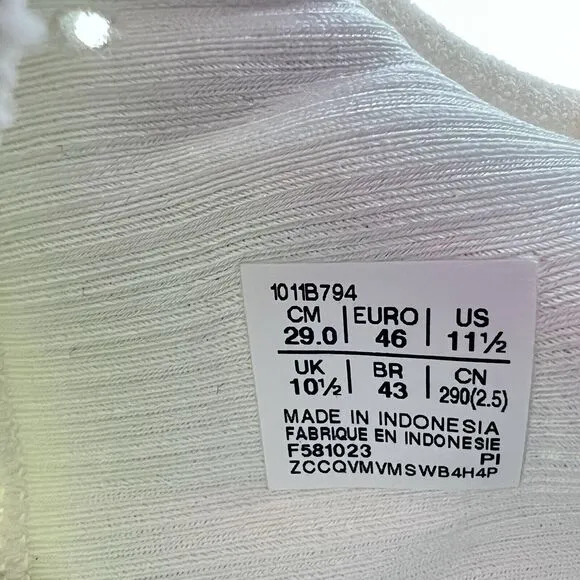 1011B794
CM | EURO | US
29.0 | 46 | 11½
UK | BR | CN
10½ | 43 | 290(2.5)
MADE IN INDONESIA
FABRIQUE EN INDONESIE
F581023 PI
ZCCQVMVMSWB4H4P